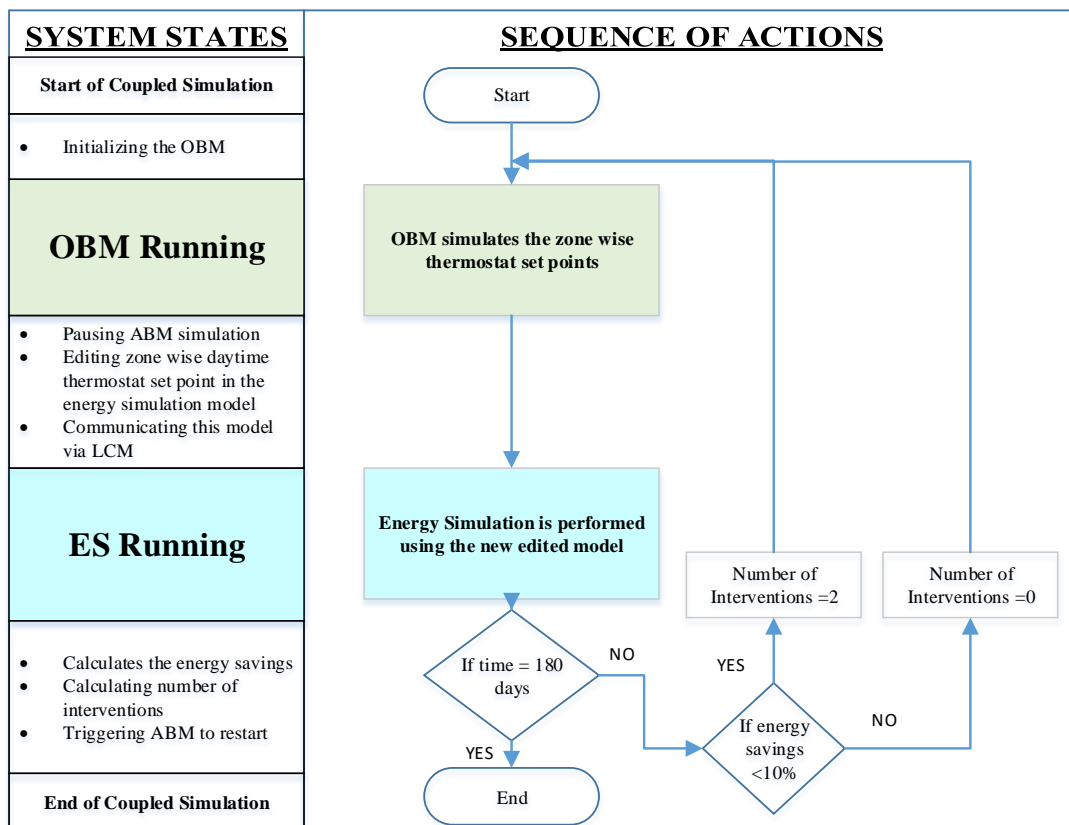 SYSTEM STATES
Start of Coupled Simulation
• Initializing the OBM
OBM Running
• Pausing ABM simulation
• Editing zone wise daytime
thermostat set point in the
energy simulation model
• Communicating this model
via LCM
ES Running
• Calculates the energy savings
• Calculating number of
interventions
• Triggering ABM to restart
End of Coupled Simulation
SEQUENCE OF ACTIONS
Start
OBM simulates the zone wise
thermostat set points
Energy Simulation is performed
using the new edited model
If time = 180
days
NO
YES
End
If energy
savings
<10%
YES
NO
Number of
Interventions =2
Number of
Interventions =0